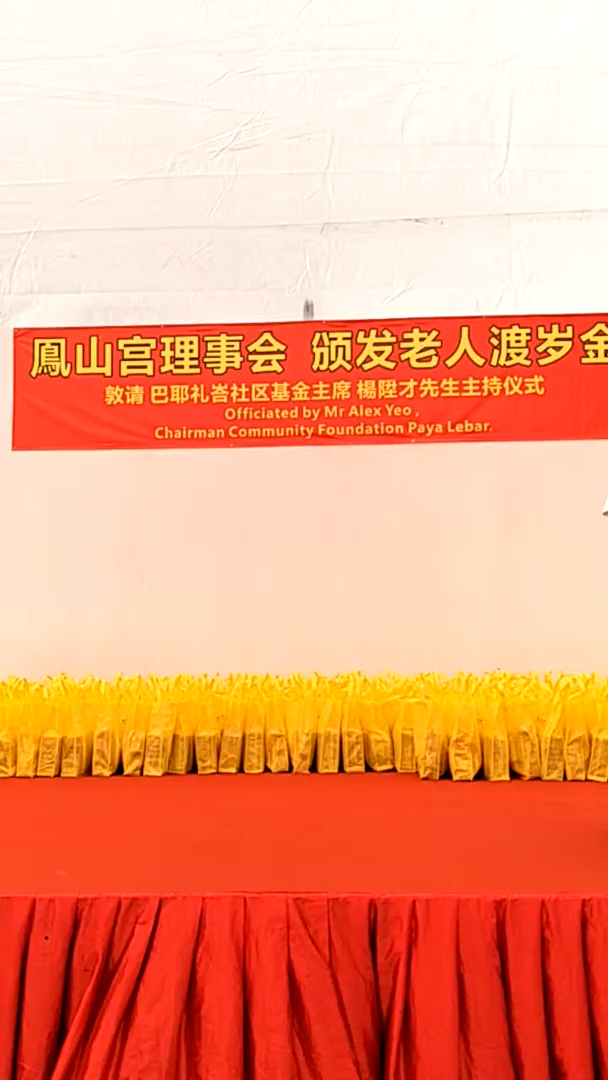 鳳山宫理事会 颁发老人渡岁金
敦请 巴耶礼峇社区基金主席 楊陞才先生主持仪式
Officiated by Mr Alex Yeo ,
Chairman Community Foundation Paya Lebar.